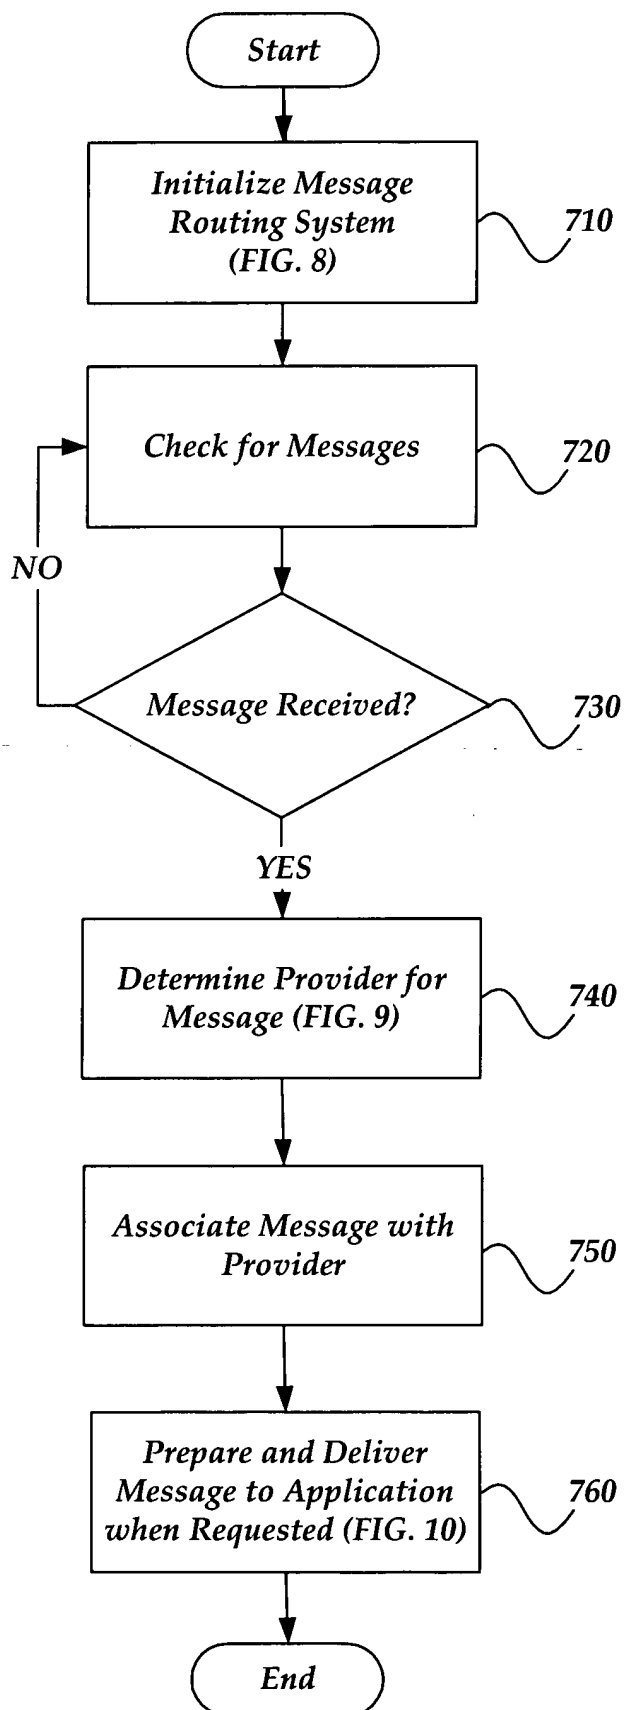 Start
Initialize Message
Routing System
(FIG. 8)
710
Check for Messages
720
NO
Message Received?
730
YES
Determine Provider for
Message (FIG. 9)
740
Associate Message with
Provider
750
Prepare and Deliver
Message to Application
when Requested (FIG. 10)
760
End